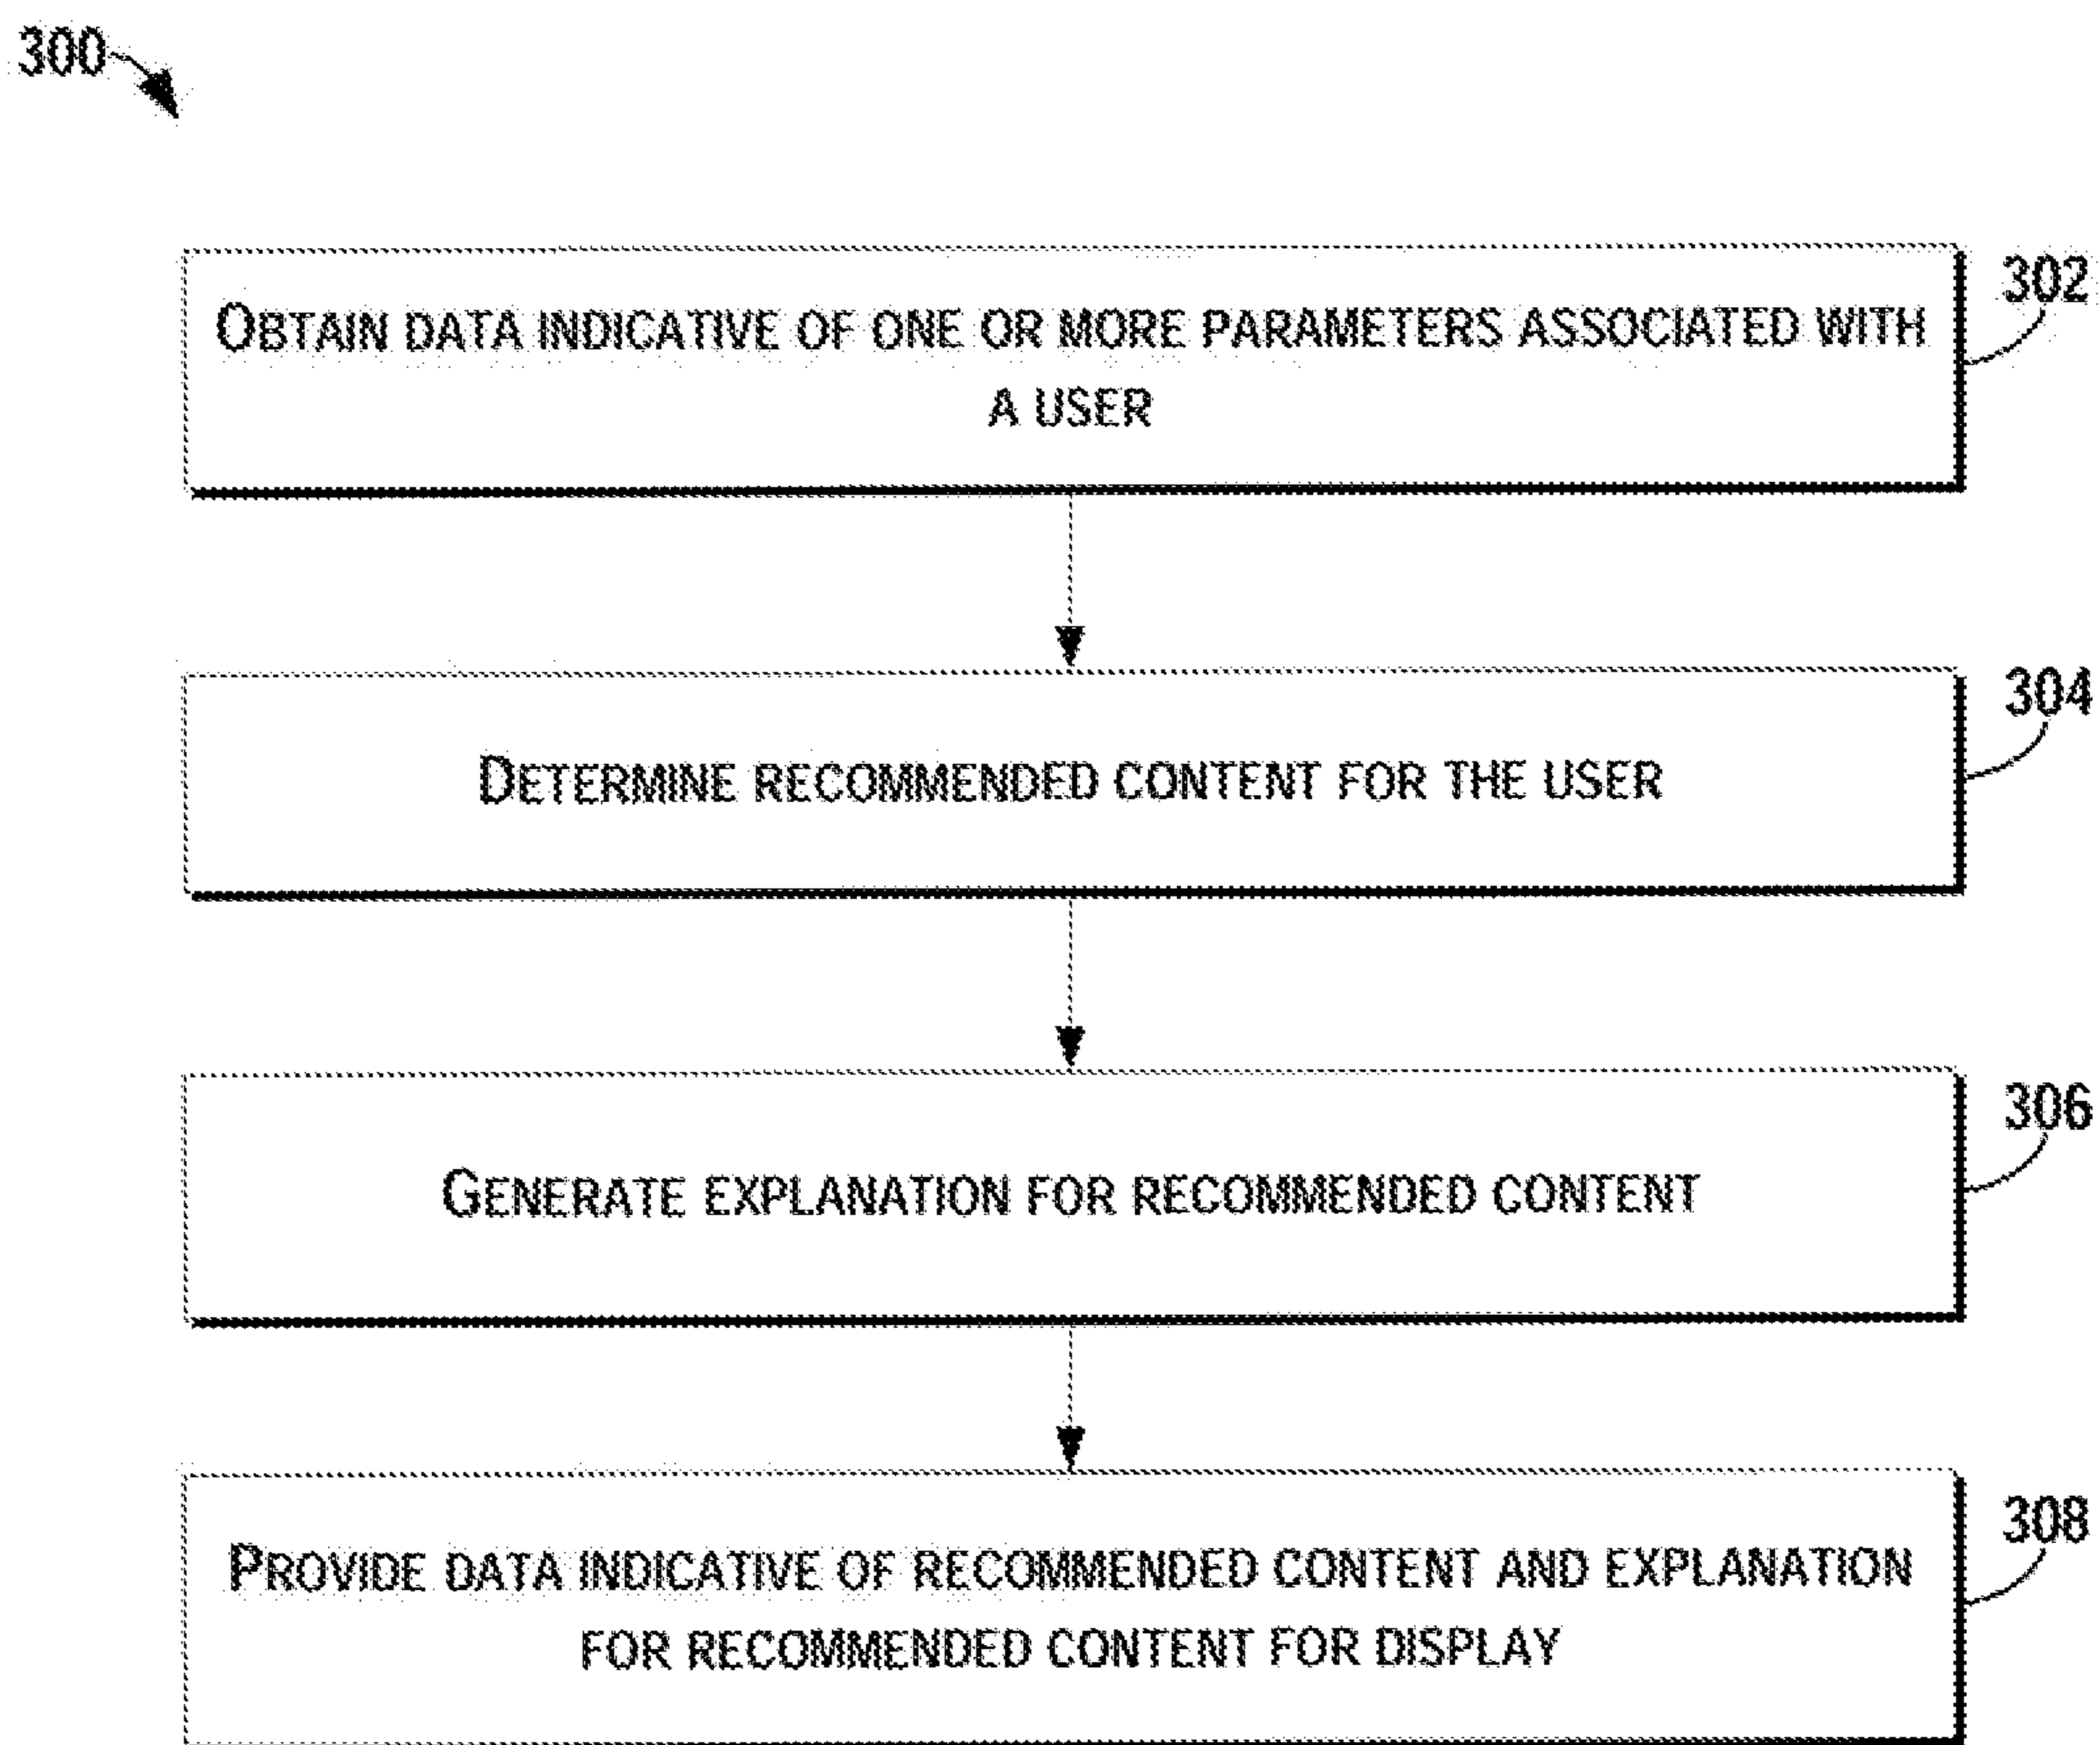 300
OBTAIN DATA INDICATIVE OF ONE OR MORE PARAMETERS ASSOCIATED WITH
A USER
302
DETERMINE RECOMMENDED CONTENT FOR THE USER
304
GENERATE EXPLANATION FOR RECOMMENDED CONTENT
306
PROVIDE DATA INDICATIVE OF RECOMMENDED CONTENT AND EXPLANATION
FOR RECOMMENDED CONTENT FOR DISPLAY
308